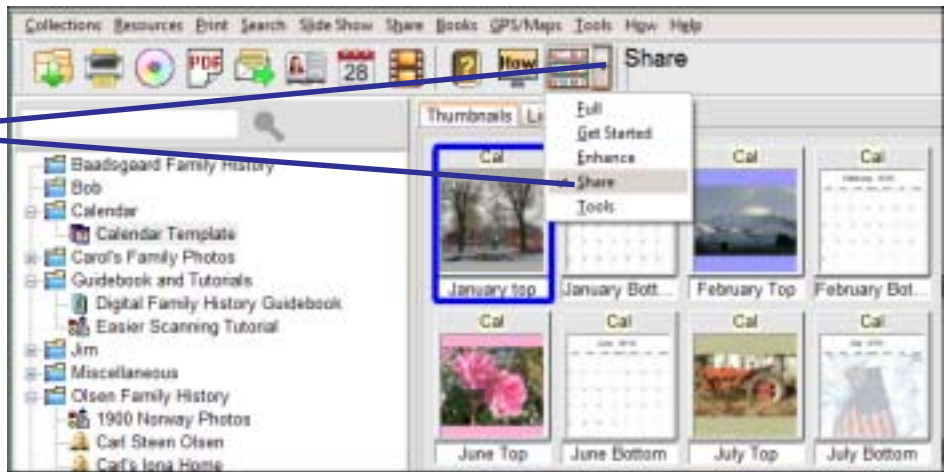 Collections Resources Print Search Slide Show Share Books GPS/Maps Tools How Help
PDF 28 ? How Share
Thumbnails Li
Full
Get Started
Enhance
Share
Tools
Baadsgaard Family History
Bob
Calendar
Calendar Template
Carol's Family Photos
Guidebook and Tutorials
Digital Family History Guidebook
Easier Scanning Tutorial
Jim
Miscellaneous
Olsen Family History
1900 Norway Photos
Carl Steen Olsen
Carl's Iona Home
Cal Cal Cal
January top January Bott... February Top February Bot...
Cal Cal Cal Cal
June Top June Bottom July Top July Bottom